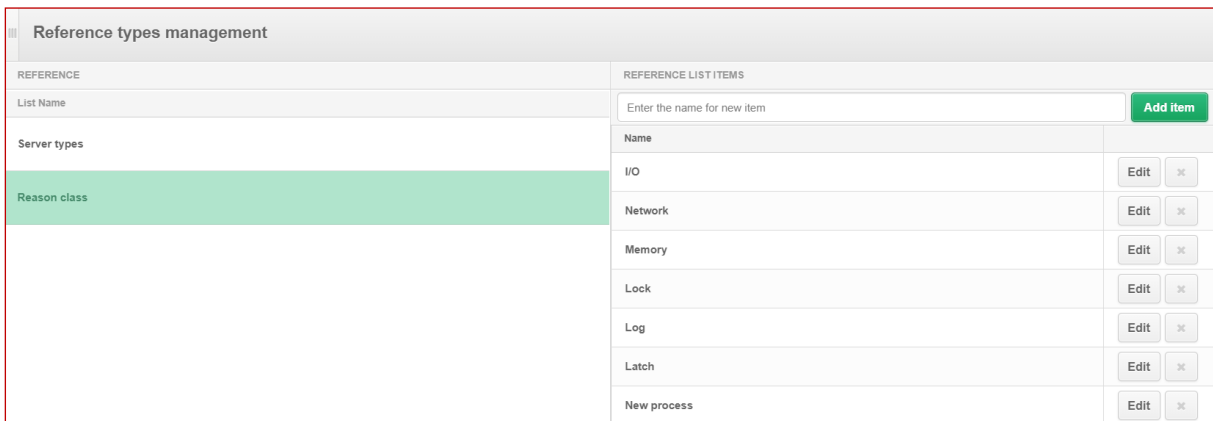 Reference types management
REFERENCE
List Name
Server types
Reason class
REFERENCE LIST ITEMS
Enter the name for new item
Add item
Name
I/O
Edit
Network
Edit
Memory
Edit
Lock
Edit
Log
Edit
Latch
Edit
New process
Edit